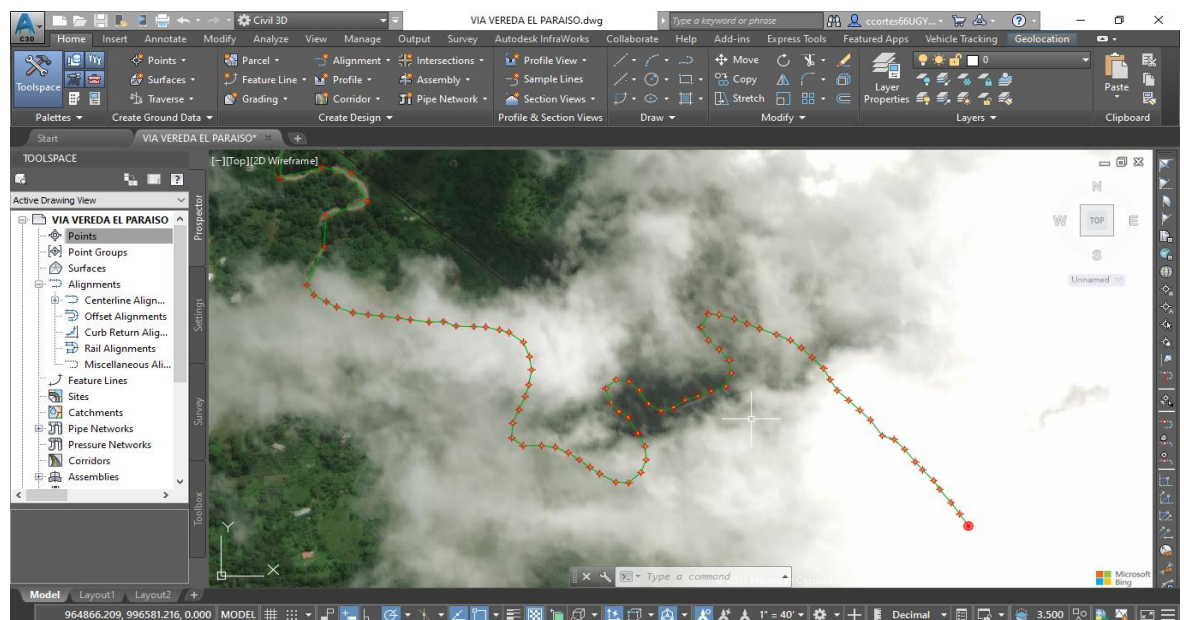 C3D Civil 3D VIA VEREDA EL PARAISO.dwg Type a keyword or phrase ccortes66UGY...
Home Insert Annotate Modify Analyze View Manage Output Survey Autodesk InfraWorks Collaborate Help Add-ins Express Tools Featured Apps Vehicle Tracking Geolocation
Points Parcel Alignment Intersections Profile View Move 0
Surfaces Feature Line Profile Assembly Sample Lines Copy
Toolspace Traverse Grading Corridor Pipe Network Section Views Stretch Layer Properties Paste
Palettes Create Ground Data Create Design Profile & Section Views Draw Modify Layers Clipboard
Start VIA VEREDA EL PARAISO* +
TOOLSPACE
[−][Top][2D Wireframe]
Active Drawing View
VIA VEREDA EL PARAISO
Points
Point Groups
Surfaces
Alignments
Centerline Align...
Offset Alignments
Curb Return Alig...
Rail Alignments
Miscellaneous Ali...
Feature Lines
Sites
Catchments
Pipe Networks
Pressure Networks
Corridors
Assemblies
Prospector
Settings
Survey
Toolbox
N
W TOP E
S
Unnamed
Y
X
Type a command
Microsoft
Bing
Model Layout1 Layout2 +
964866.209, 996581.216, 0.000 MODEL 1" = 40' Decimal 3.500